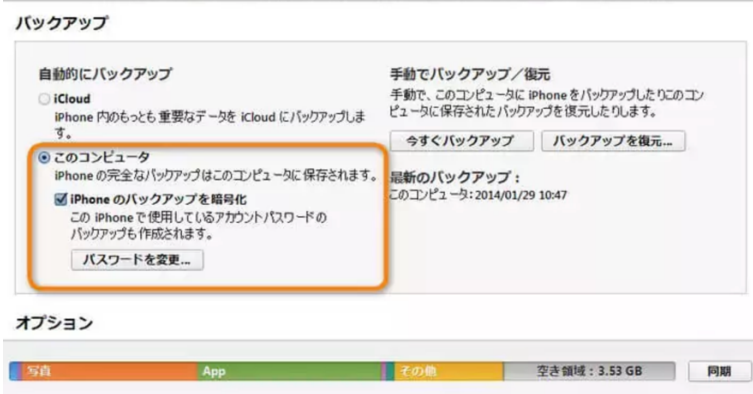 バックアップ
自動的にバックアップ
iCloud
iPhone 内のもっとも重要なデータを iCloud にバックアップしま
す。
このコンピュータ
iPhone の完全なバックアップはこのコンピュータに保存されます。
iPhone のバックアップを暗号化
この iPhone で使用しているアカウントパスワードの
バックアップも作成されます。
パスワードを変更...
手動でバックアップ/復元
手動で、このコンピュータに iPhone をバックアップしたりこのコン
ピュータに保存されたバックアップを復元したりします。
今すぐバックアップ
バックアップを復元...
最新のバックアップ:
このコンピュータ: 2014/01/29 10:47
オプション
写真
App
その他
空き領域:3.53 GB
同期